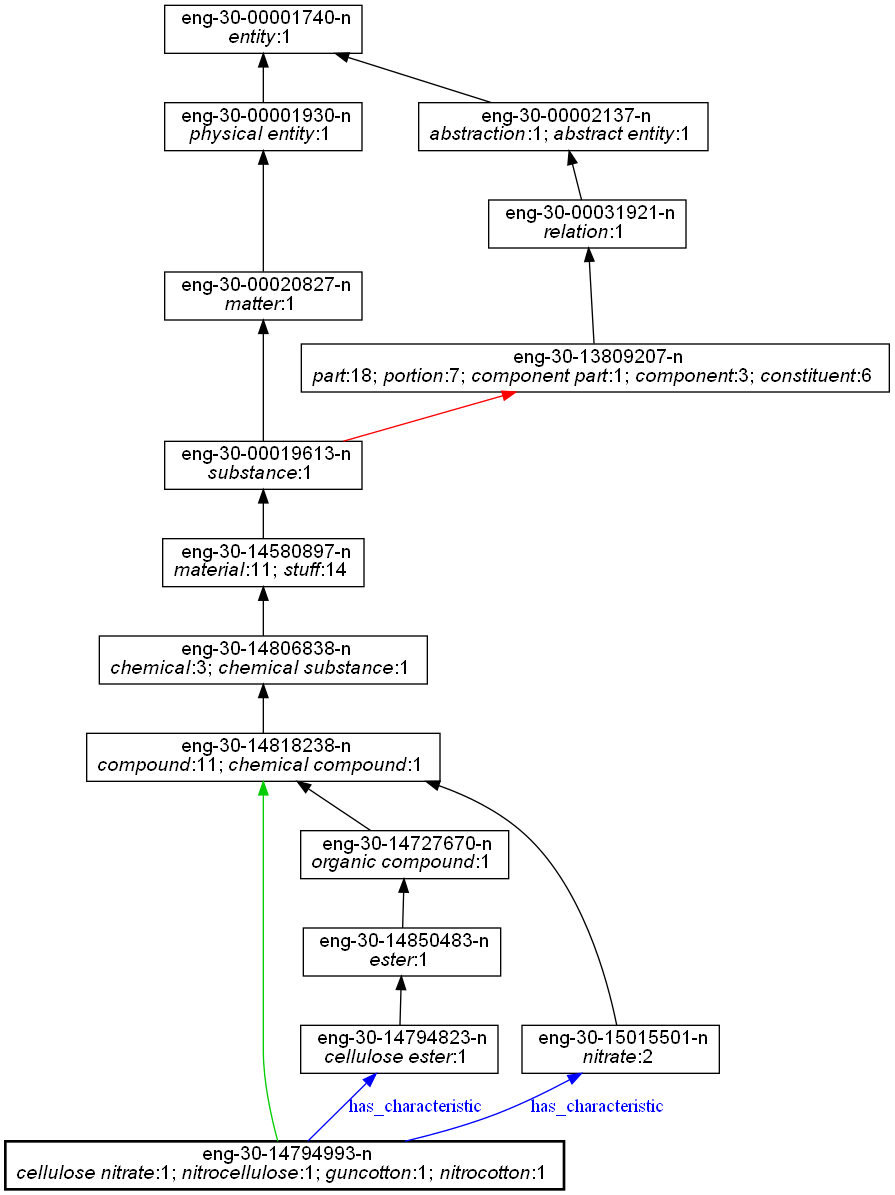 eng-30-00001740-n
entity:1
eng-30-00001930-n
physical entity:1
eng-30-00002137-n
abstraction:1; abstract entity:1
eng-30-00031921-n
relation:1
eng-30-00020827-n
matter:1
eng-30-13809207-n
part:18; portion:7; component part:1; component:3; constituent:6
eng-30-00019613-n
substance:1
eng-30-14580897-n
material:11; stuff:14
eng-30-14806838-n
chemical:3; chemical substance:1
eng-30-14818238-n
compound:11; chemical compound:1
eng-30-14727670-n
organic compound:1
eng-30-14850483-n
ester:1
eng-30-14794823-n
cellulose ester:1
eng-30-15015501-n
nitrate:2
has_characteristic
has_characteristic
eng-30-14794993-n
cellulose nitrate:1; nitrocellulose:1; guncotton:1; nitrocotton:1